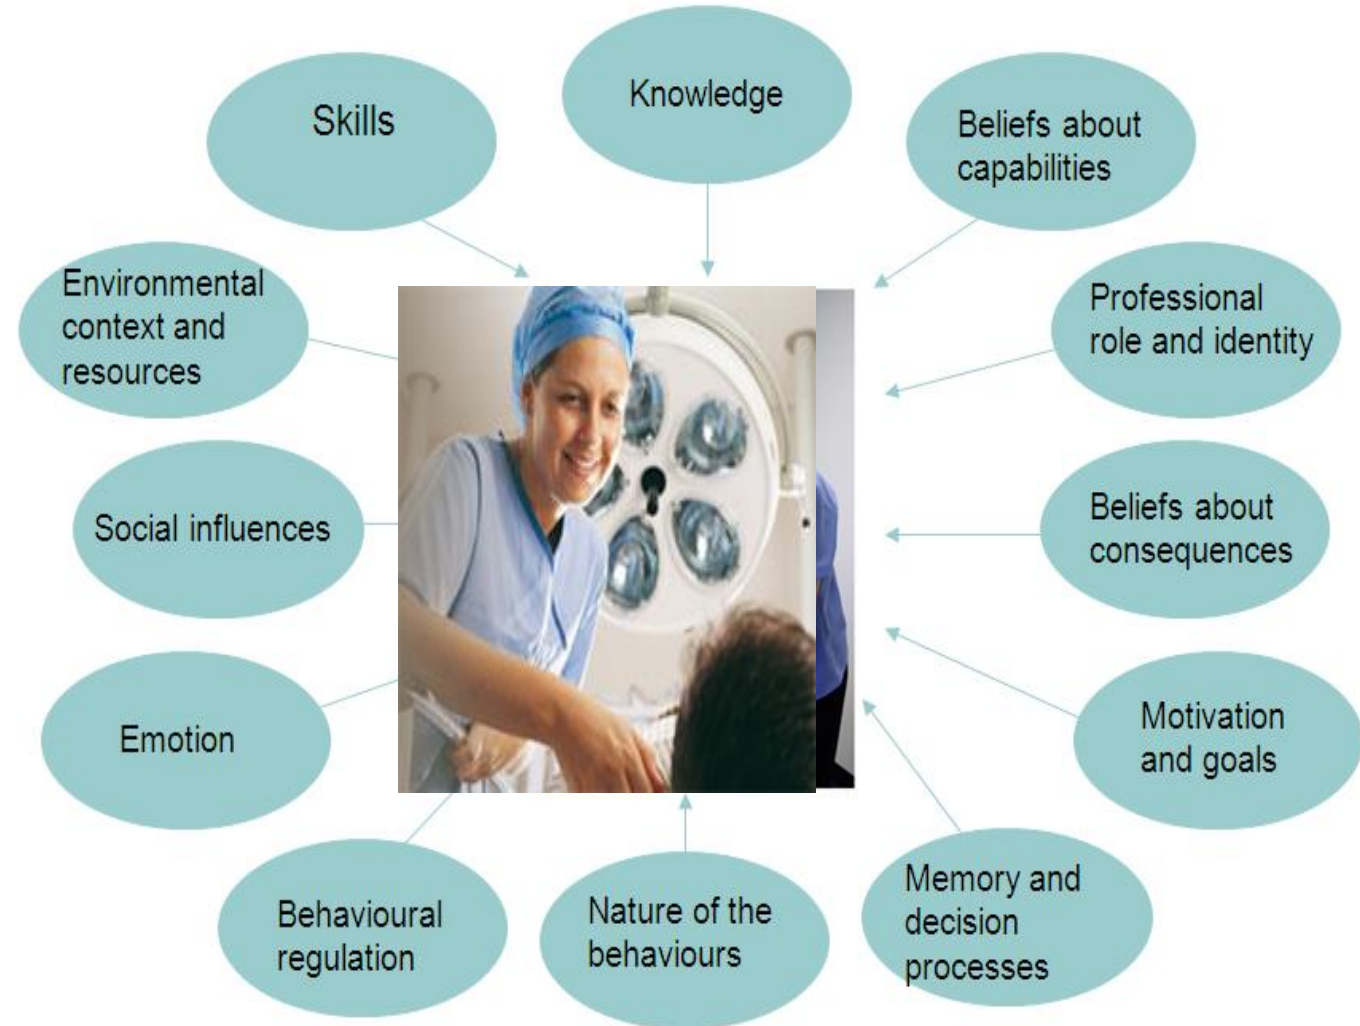 Knowledge
Skills
Beliefs about
capabilities
Environmental
context and
resources
Professional
role and identity
Social influences
Beliefs about
consequences
Emotion
Motivation
and goals
Behavioural
regulation
Nature of the
behaviours
Memory and
decision
processes